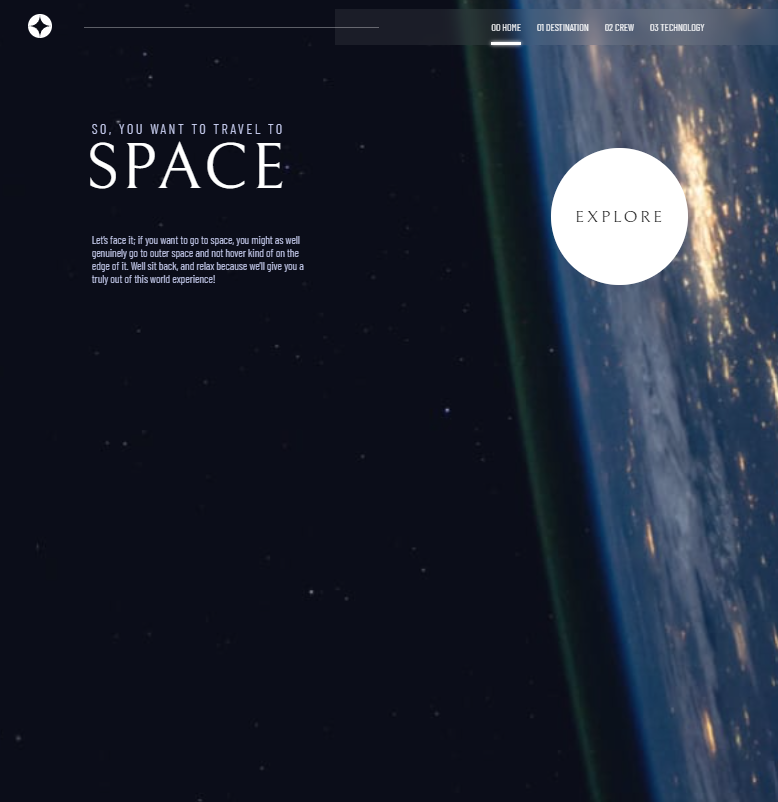 00 HOME 01 DESTINATION 02 CREW 03 TECHNOLOGY
SO, YOU WANT TO TRAVEL TO
SPACE
EXPLORE
Let's face it; if you want to go to space, you might as well
genuinely go to outer space and not hover kind of on the
edge of it. Well sit back, and relax because we'll give you a
truly out of this world experience!